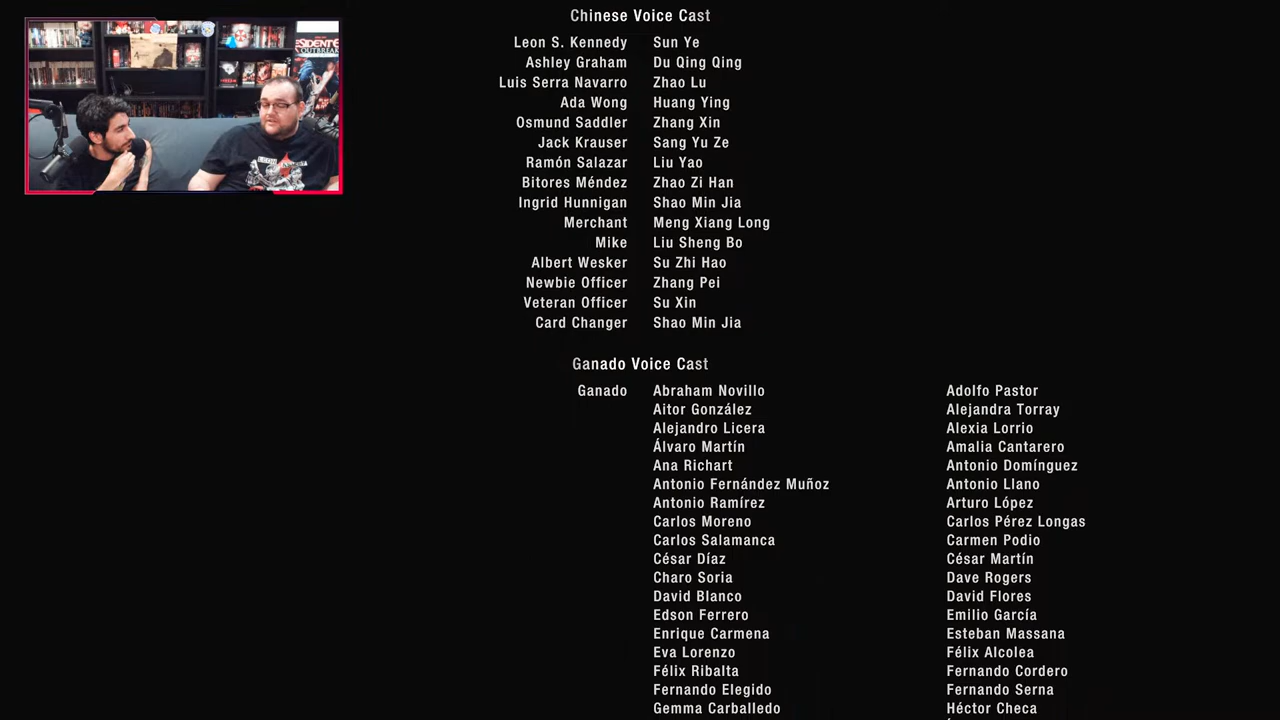 Chinese Voice Cast
Leon S. Kennedy Sun Ye
Ashley Graham Du Qing Qing
Luis Serra Navarro Zhao Lu
Ada Wong Huang Ying
Osmund Saddler Zhang Xin
Jack Krauser Sang Yu Ze
Ramón Salazar Liu Yao
Bitores Méndez Zhao Zi Han
Ingrid Hunnigan Shao Min Jia
Merchant Meng Xiang Long
Mike Liu Sheng Bo
Albert Wesker Su Zhi Hao
Newbie Officer Zhang Pei
Veteran Officer Su Xin
Card Changer Shao Min Jia
Ganado Voice Cast
Ganado Abraham Novillo Adolfo Pastor
Aitor González Alejandra Torray
Alejandro Licera Alexia Lorrio
Álvaro Martín Amalia Cantarero
Ana Richart Antonio Domínguez
Antonio Fernández Muñoz Antonio Llano
Antonio Ramírez Arturo López
Carlos Moreno Carlos Pérez Longas
Carlos Salamanca Carmen Podio
César Díaz César Martín
Charo Soria Dave Rogers
David Blanco David Flores
Edson Ferrero Emilio García
Enrique Carmena Esteban Massana
Eva Lorenzo Félix Alcolea
Félix Ribalta Fernando Cordero
Fernando Elegido Fernando Serna
Gemma Carballedo Héctor Checa